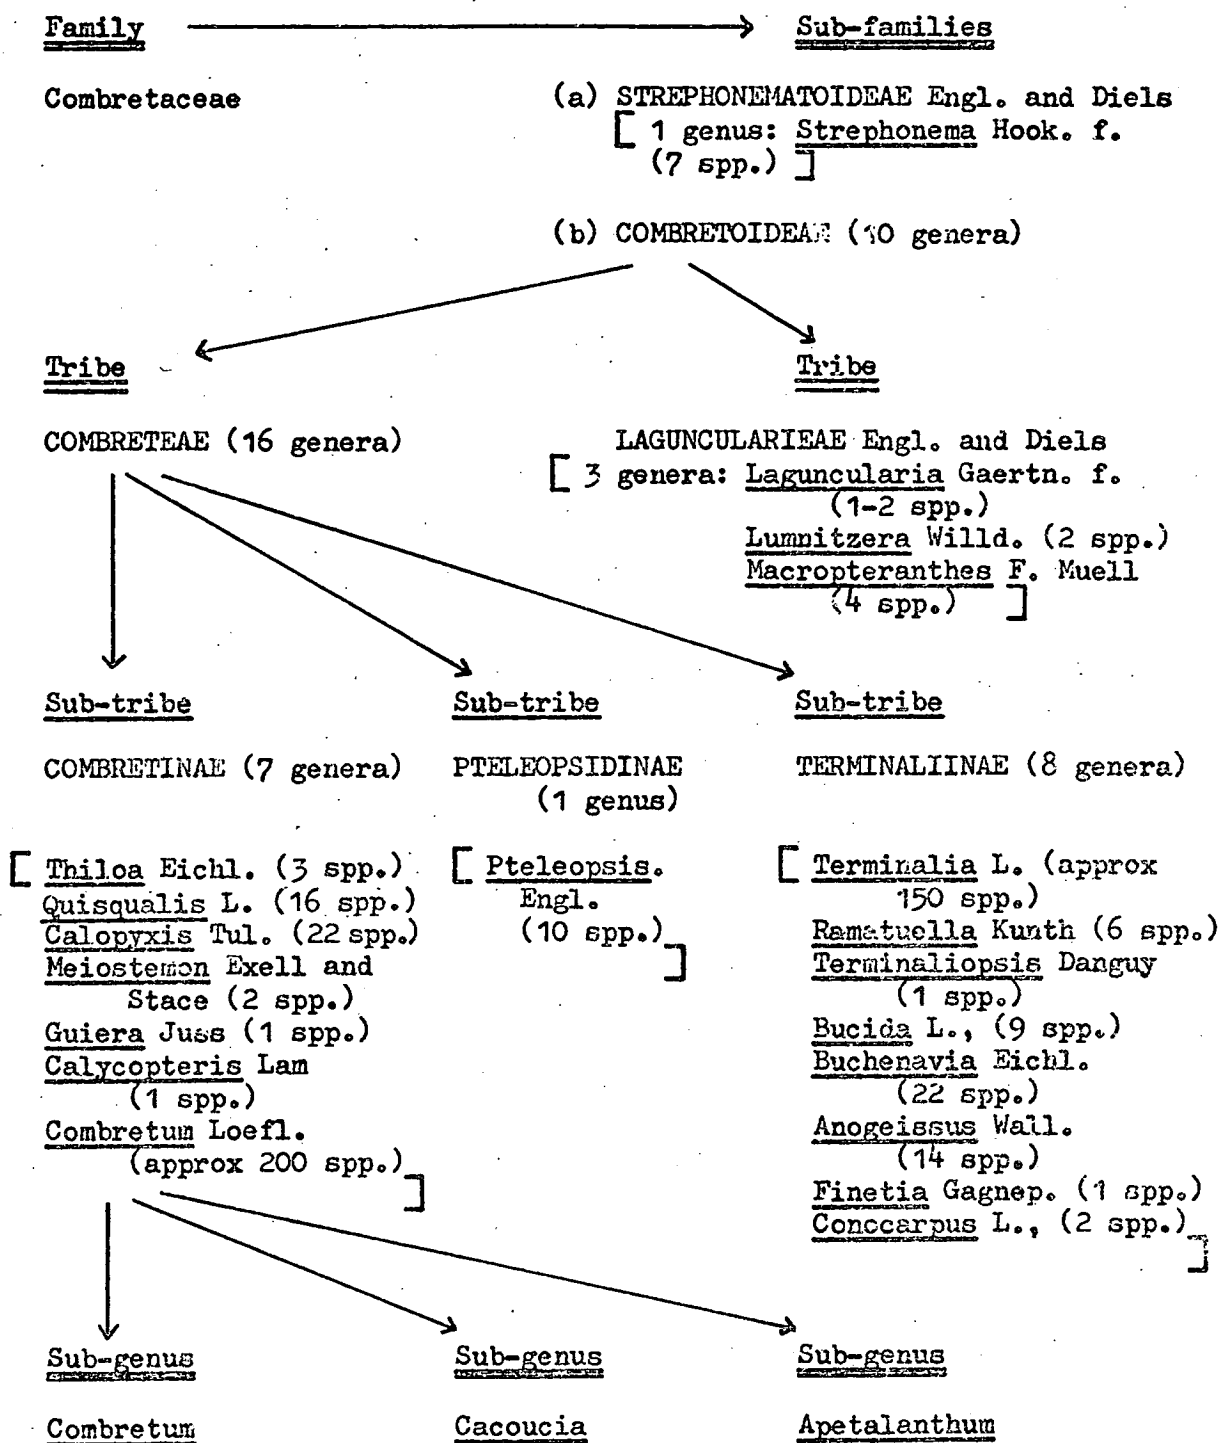 Family Sub-families
Combretaceae
(a) STREPHONEMATOIDEAE Engl. and Diels
[ 1 genus: Strephonema Hook. f.
(7 spp.) ]
(b) COMBRETOIDEAE (10 genera)
Tribe
COMBRETEAE (16 genera)
Tribe
LAGUNCULARIEAE Engl. and Diels
[ 3 genera: Laguncularia Gaertn. f.
(1-2 spp.)
Lumnitzera Willd. (2 spp.)
Macropteranthes F. Muell
(4 spp.) ]
Sub-tribe
COMBRETINAE (7 genera)
[ Thiloa Eichl. (3 spp.)
Quisqualis L. (16 spp.)
Calopyxis Tul. (22 spp.)
Meiostemon Exell and
Stace (2 spp.)
Guiera Juss (1 spp.)
Calycopteris Lam
(1 spp.)
Combretum Loefl.
(approx 200 spp.) ]
Sub-tribe
PTELEOPSIDINAE
(1 genus)
[ Pteleopsis.
Engl.
(10 spp.) ]
Sub-tribe
TERMINALIINAE (8 genera)
[ Terminalia L. (approx
150 spp.)
Ramatuella Kunth (6 spp.)
Terminaliopsis Danguy
(1 spp.)
Bucida L., (9 spp.)
Buchenavia Eichl.
(22 spp.)
Anogeissus Wall.
(14 spp.)
Finetia Gagnep. (1 spp.)
Conocarpus L., (2 spp.) ]
Sub-genus
Combretum
Sub-genus
Cacoucia
Sub-genus
Apetalanthum